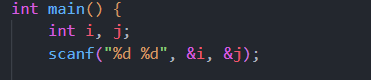 int main() {
    int i, j;
    scanf("%d %d", &i, &j);